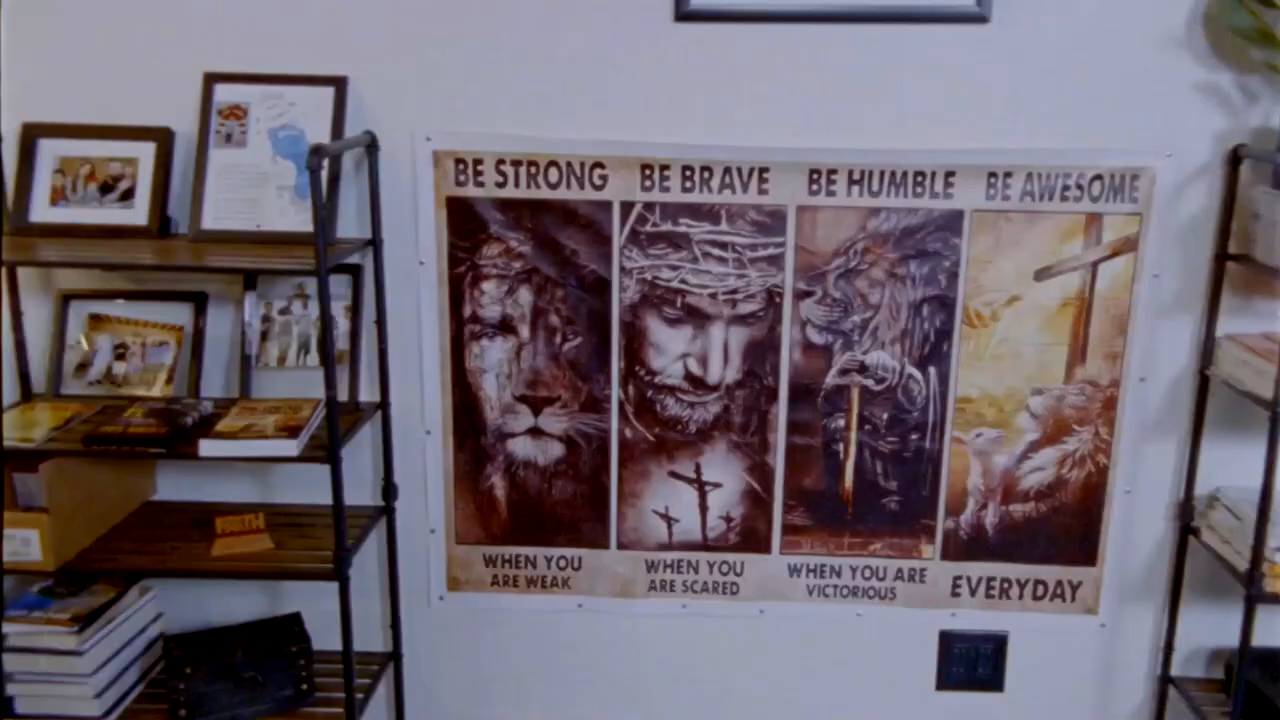 BE STRONG
WHEN YOU
ARE WEAK
BE BRAVE
WHEN YOU
ARE SCARED
BE HUMBLE
WHEN YOU ARE
VICTORIOUS
BE AWESOME
EVERYDAY
FAITH